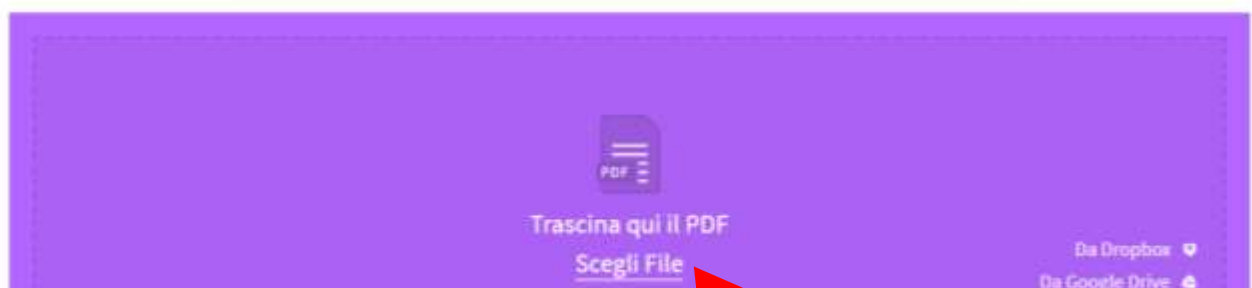 PDF
Trascina qui il PDF
Scegli File
Da Dropbox
Da Google Drive